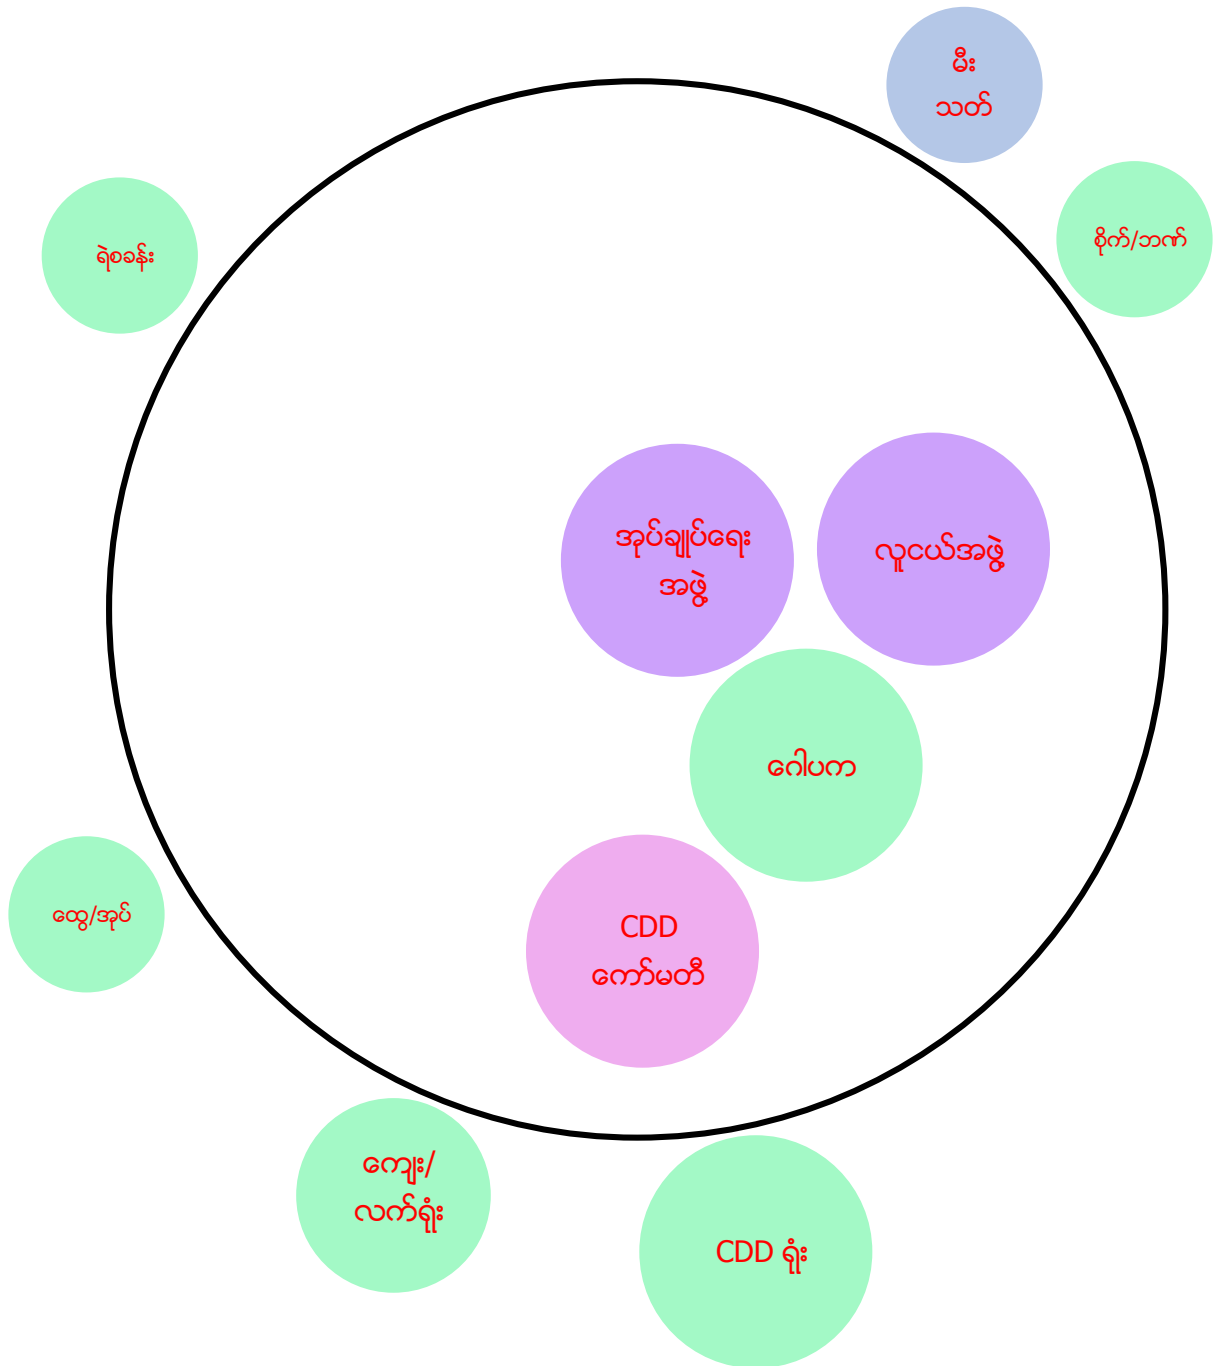 မီး
သတ်
စိုက်/ဘဏ်
ရဲစခန်း
အုပ်ချုပ်ရေး
အဖွဲ့
လူငယ်အဖွဲ့
ဂေါပက
ထွေ/အုပ်
CDD
ကော်မတီ
ကျေး/
လက်ရုံး
CDD ရုံး